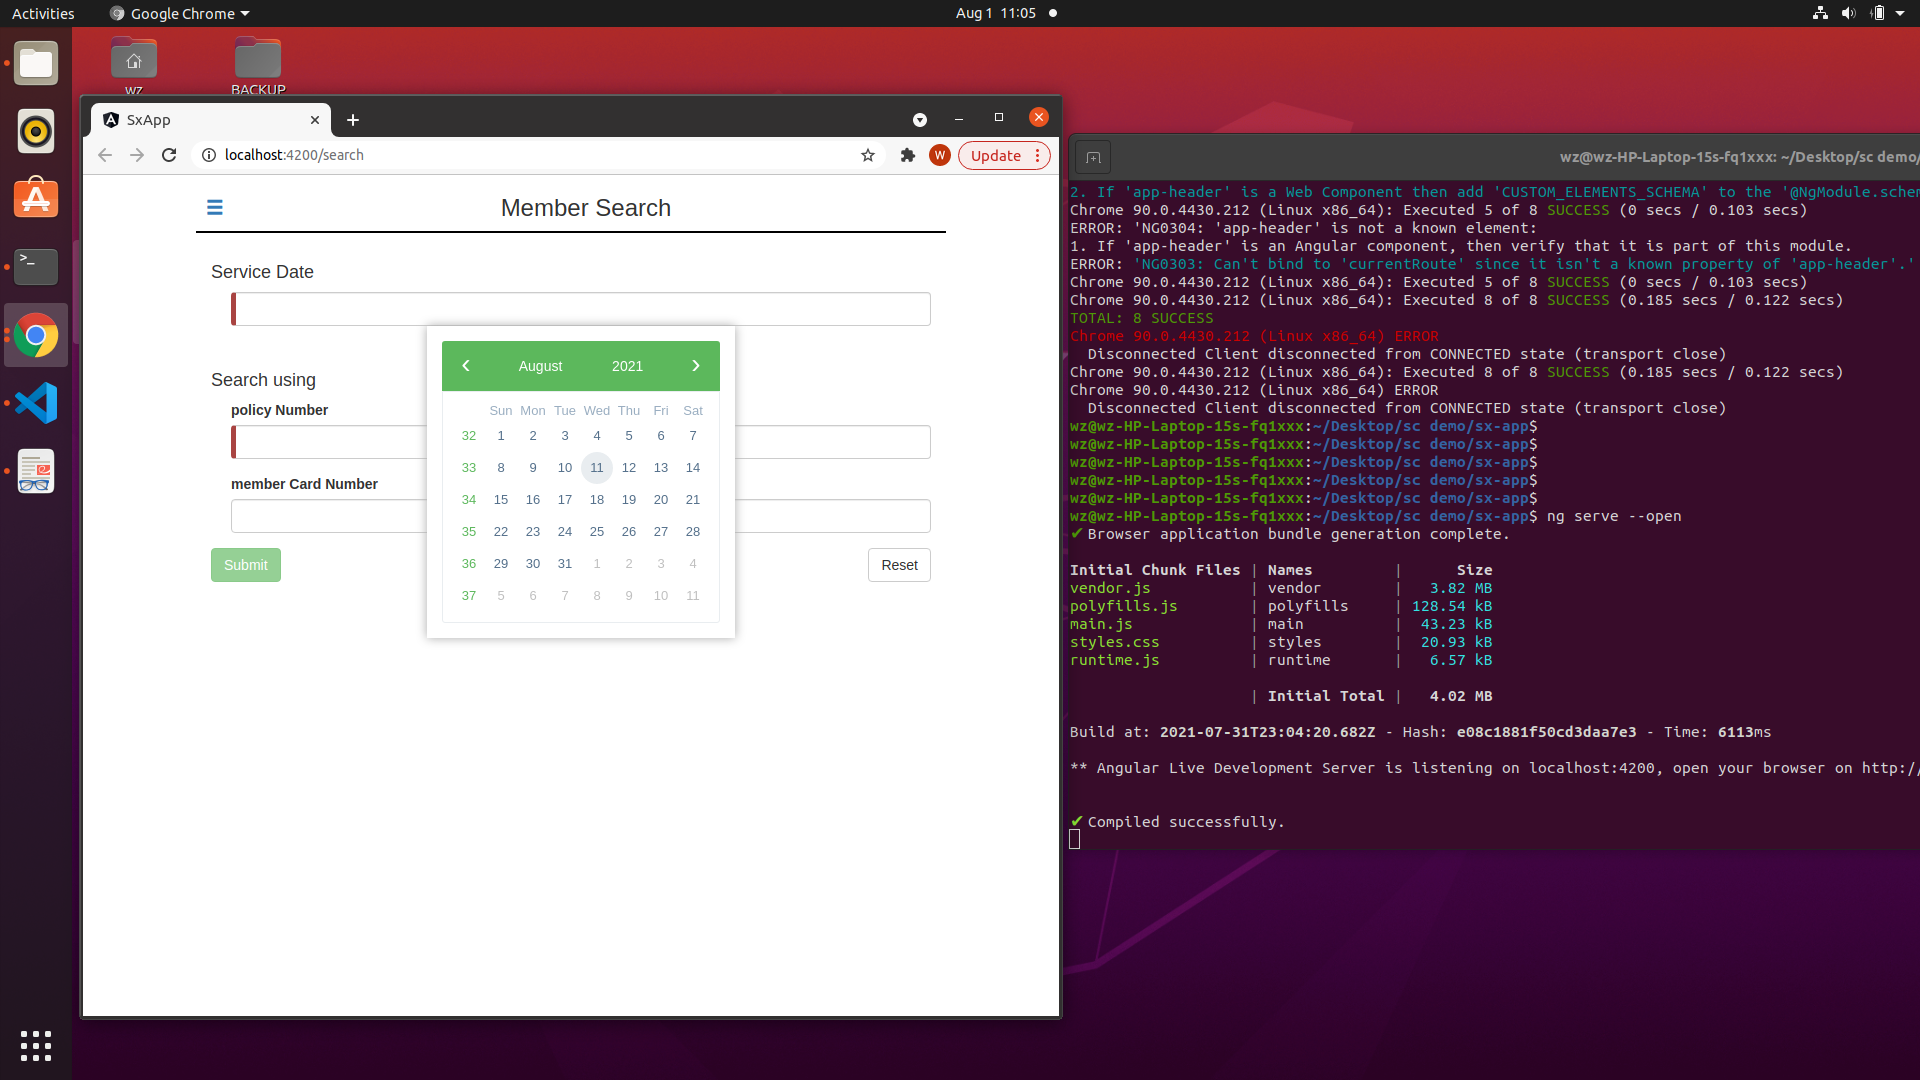 Activities
Google Chrome
Aug 1 11:05
wz
BACKUP
SxApp
localhost:4200/search
W
Update
Member Search
Service Date
August 2021
Sun Mon Tue Wed Thu Fri Sat
32 1 2 3 4 5 6 7
33 8 9 10 11 12 13 14
34 15 16 17 18 19 20 21
35 22 23 24 25 26 27 28
36 29 30 31 1 2 3 4
37 5 6 7 8 9 10 11
Search using
policy Number
member Card Number
Submit
Reset
wz@wz-HP-Laptop-15s-fq1xxx: ~/Desktop/sc demo/
2. If 'app-header' is a Web Component then add 'CUSTOM_ELEMENTS_SCHEMA' to the '@NgModule.schem
Chrome 90.0.4430.212 (Linux x86_64): Executed 5 of 8 SUCCESS (0 secs / 0.103 secs)
ERROR: 'NG0304: 'app-header' is not a known element:
1. If 'app-header' is an Angular component, then verify that it is part of this module.
ERROR: 'NG0303: Can't bind to 'currentRoute' since it isn't a known property of 'app-header'.'
Chrome 90.0.4430.212 (Linux x86_64): Executed 5 of 8 SUCCESS (0 secs / 0.103 secs)
Chrome 90.0.4430.212 (Linux x86_64): Executed 8 of 8 SUCCESS (0.185 secs / 0.122 secs)
TOTAL: 8 SUCCESS
Chrome 90.0.4430.212 (Linux x86_64) ERROR
Disconnected Client disconnected from CONNECTED state (transport close)
Chrome 90.0.4430.212 (Linux x86_64): Executed 8 of 8 SUCCESS (0.185 secs / 0.122 secs)
Chrome 90.0.4430.212 (Linux x86_64) ERROR
Disconnected Client disconnected from CONNECTED state (transport close)
wz@wz-HP-Laptop-15s-fq1xxx:~/Desktop/sc demo/sx-app$
wz@wz-HP-Laptop-15s-fq1xxx:~/Desktop/sc demo/sx-app$
wz@wz-HP-Laptop-15s-fq1xxx:~/Desktop/sc demo/sx-app$
wz@wz-HP-Laptop-15s-fq1xxx:~/Desktop/sc demo/sx-app$
wz@wz-HP-Laptop-15s-fq1xxx:~/Desktop/sc demo/sx-app$
wz@wz-HP-Laptop-15s-fq1xxx:~/Desktop/sc demo/sx-app$ ng serve --open
✔ Browser application bundle generation complete.
Initial Chunk Files | Names | Size
vendor.js | vendor | 3.82 MB
polyfills.js | polyfills | 128.54 kB
main.js | main | 43.23 kB
styles.css | styles | 20.93 kB
runtime.js | runtime | 6.57 kB
| Initial Total | 4.02 MB
Build at: 2021-07-31T23:04:20.682Z - Hash: e08c1881f50cd3daa7e3 - Time: 6113ms
** Angular Live Development Server is listening on localhost:4200, open your browser on http:/
✔ Compiled successfully.